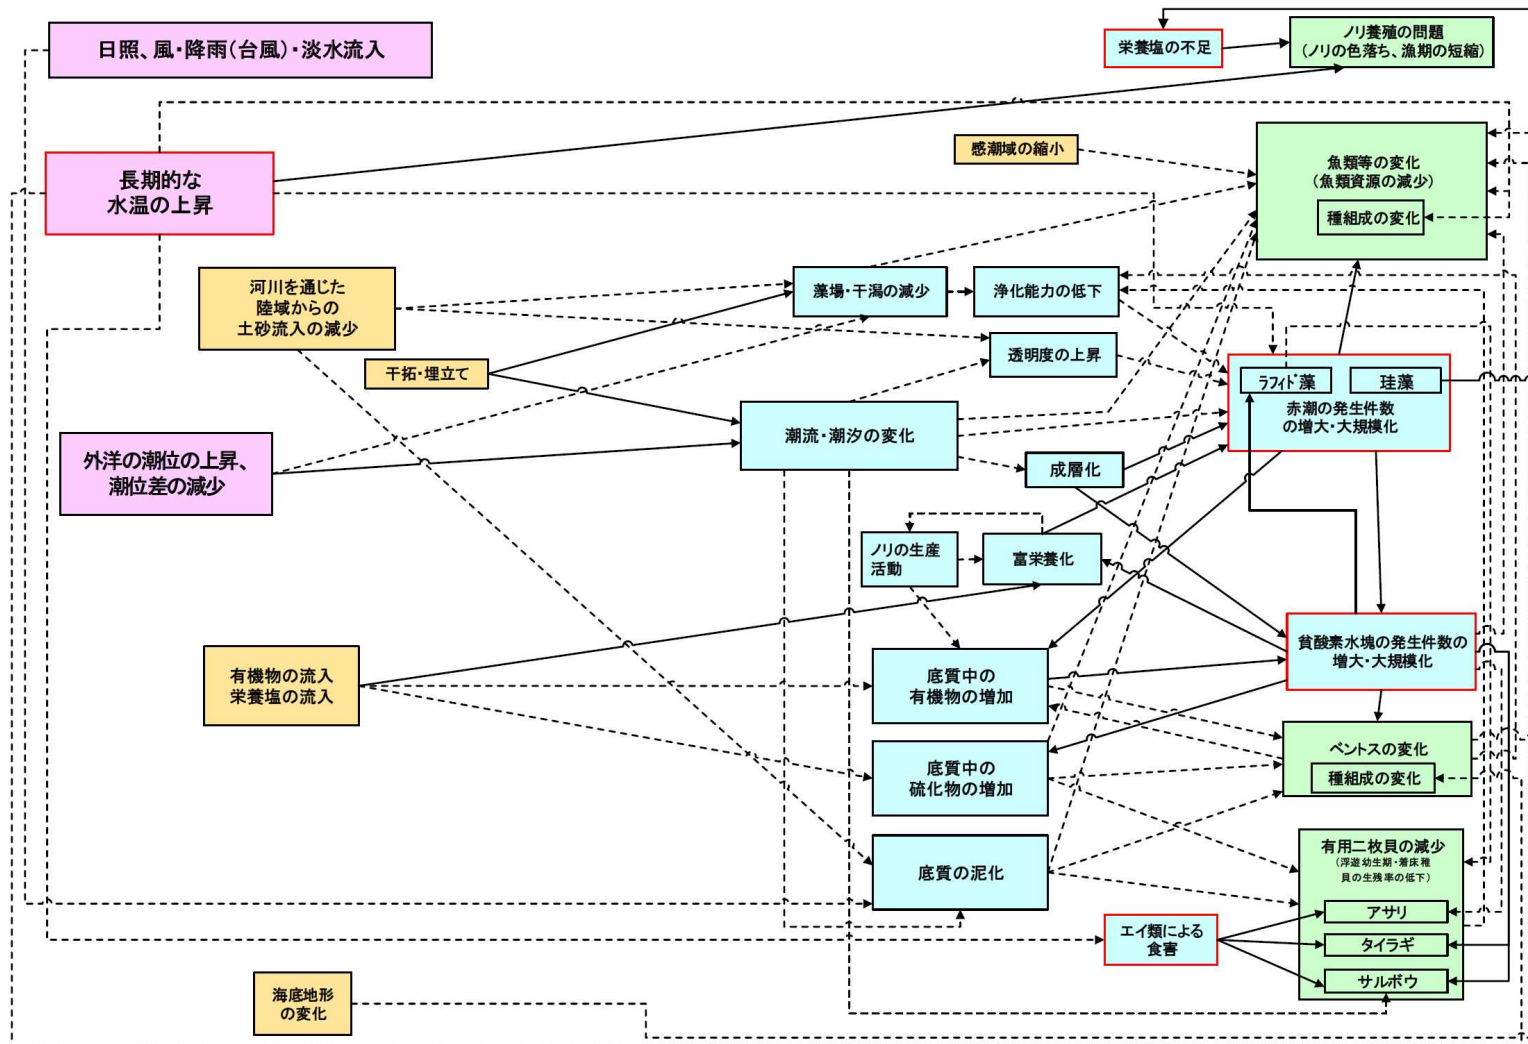 日照、風・降雨(台風)・淡水流入
栄養塩の不足
ノリ養殖の問題
(ノリの色落ち、漁期の短縮)
感潮域の縮小
魚類等の変化
(魚類資源の減少)
種組成の変化
長期的な
水温の上昇
河川を通じた
陸域からの
土砂流入の減少
藻場・干潟の減少
浄化能力の低下
透明度の上昇
干拓・埋立て
ラフィド藻
珪藻
赤潮の発生件数
の増大・大規模化
潮流・潮汐の変化
外洋の潮位の上昇、
潮位差の減少
成層化
ノリの生産
活動
富栄養化
貧酸素水塊の発生件数の
増大・大規模化
有機物の流入
栄養塩の流入
底質中の
有機物の増加
ベントスの変化
種組成の変化
底質中の
硫化物の増加
底質の泥化
有用二枚貝の減少
(浮遊幼生期・着床稚
貝の生残率の低下)
アサリ
タイラギ
サルボウ
エイ類による
食害
海底地形
の変化